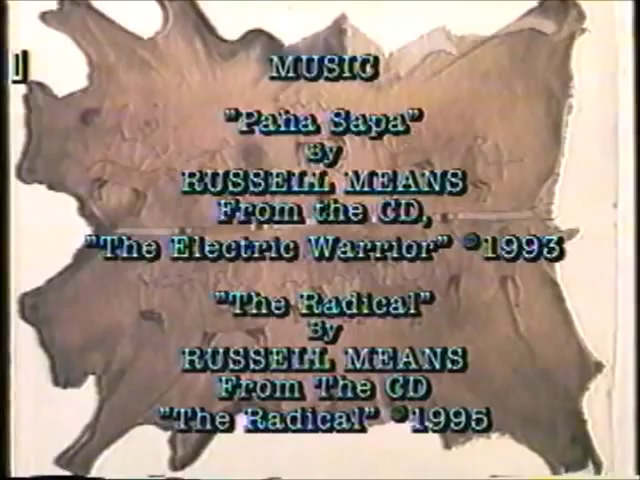 MUSIC
"Paha Sapa"
By
RUSSELL MEANS
From the CD,
"The Electric Warrior" ©1993
"The Radical"
By
RUSSELL MEANS
From The CD
"The Radical" ©1995